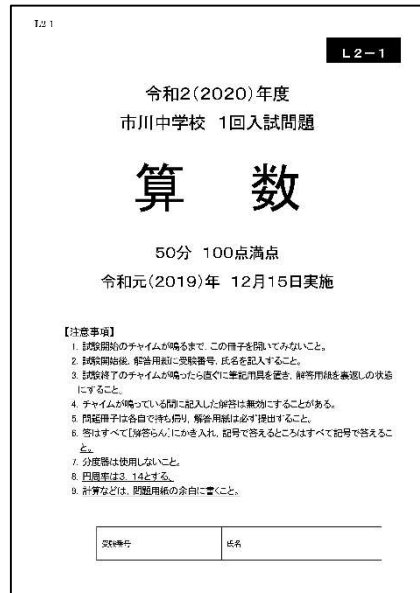 L2-1
L2-1
令和2(2020)年度
市川中学校 1回入試問題
算 数
50分 100点満点
令和元(2019)年 12月15日実施
【注意事項】
1. 試験開始のチャイムが鳴るまで、この冊子を開いてみないこと。
2. 試験開始後、解答用紙に受験番号、氏名を記入すること。
3. 試験終了のチャイムが鳴ったら直ぐに筆記用具を置き、解答用紙を裏返しの状態
にすること。
4. チャイムが鳴っている間に記入した解答は無効にすることがある。
5. 問題冊子は各自で持ち帰り、解答用紙は必ず提出すること。
6. 答はすべて[解答らん]にかき入れ、記号で答えるところはすべて記号で答えるこ
と。
7. 分度器は使用しないこと。
8. 円周率は3.14とする。
9. 計算などは、問題用紙の余白に書くこと。
受験番号 氏名